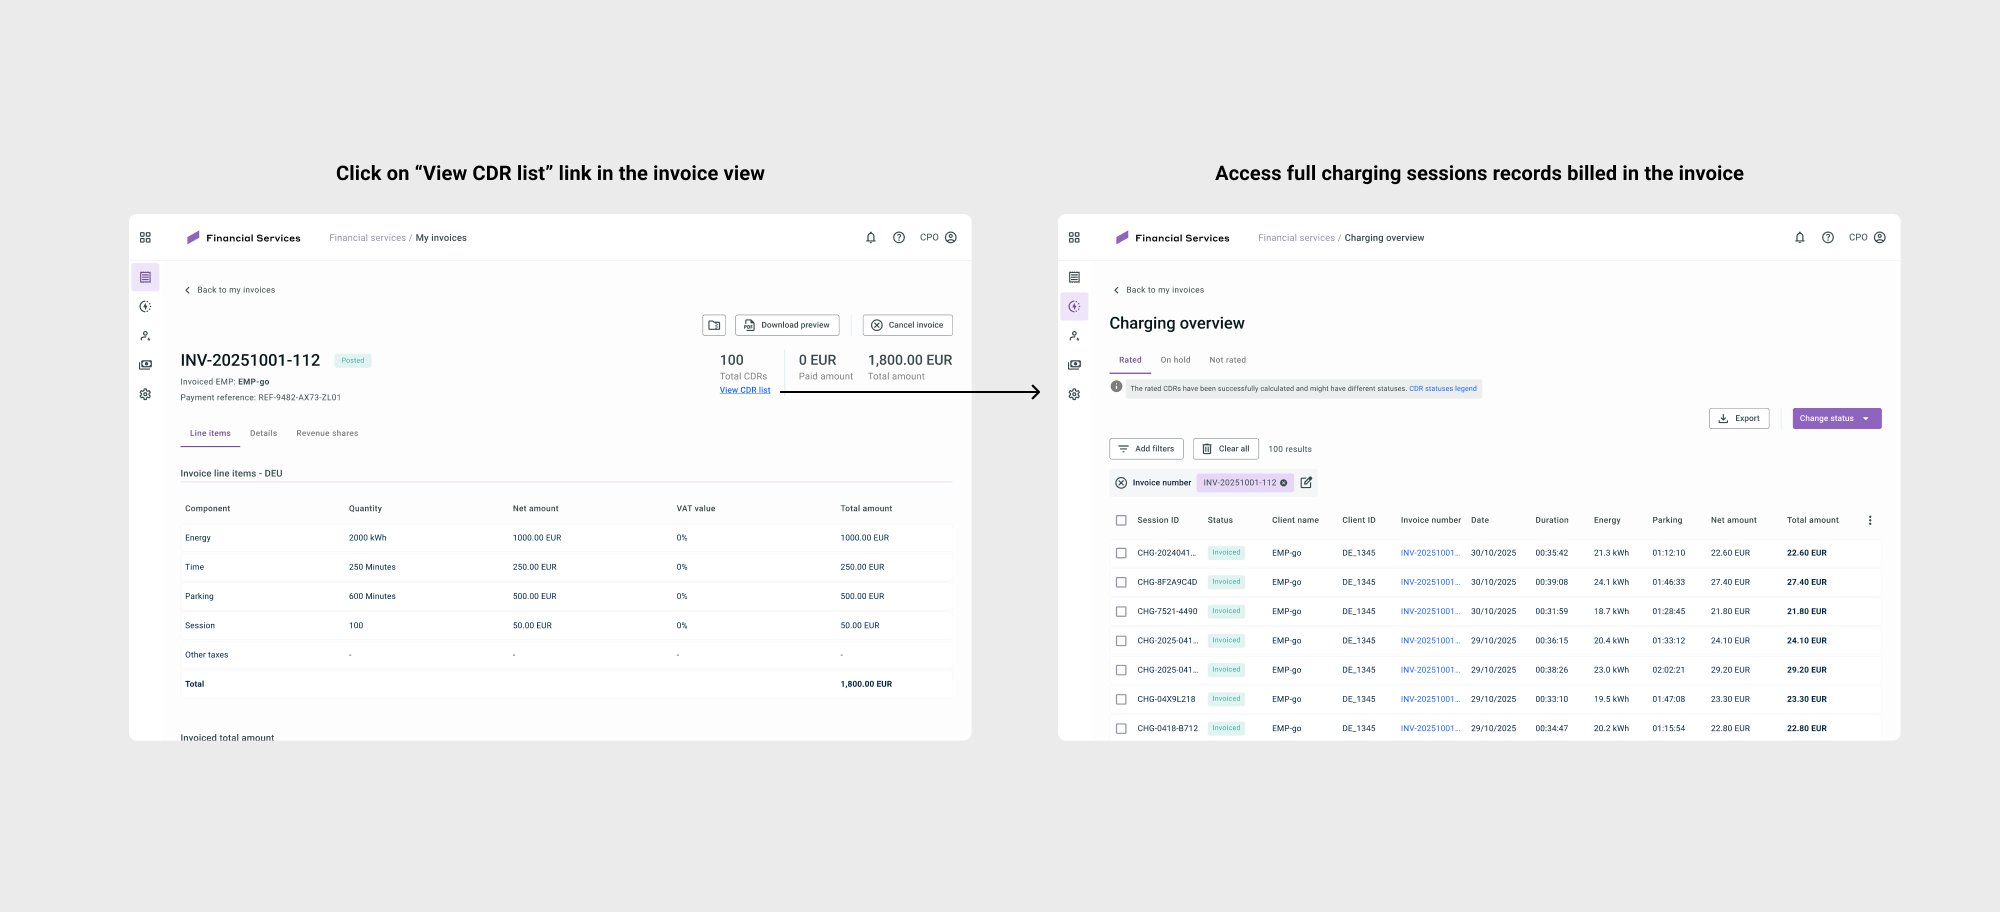 Click on “View CDR list” link in the invoice view
Financial Services
Financial services / My invoices
CPO
Back to my invoices
PDF Download preview
Cancel invoice
INV-20251001-112 Posted
Invoiced EMP: EMP-go
Payment reference: REF-9482-AX73-ZL01
100 0 EUR 1,800.00 EUR
Total CDRs Paid amount Total amount
View CDR list
Line items Details Revenue shares
Invoice line items - DEU
Component Quantity Net amount VAT value Total amount
Energy 2000 kWh 1000.00 EUR 0% 1000.00 EUR
Time 250 Minutes 250.00 EUR 0% 250.00 EUR
Parking 600 Minutes 500.00 EUR 0% 500.00 EUR
Session 100 50.00 EUR 0% 50.00 EUR
Other taxes - - - -
Total 1,800.00 EUR
Invoiced total amount
Access full charging sessions records billed in the invoice
Financial Services
Financial services / Charging overview
CPO
Back to my invoices
Charging overview
Rated On hold Not rated
The rated CDRs have been successfully calculated and might have different statuses. CDR statuses legend
Export Change status
Add filters Clear all 100 results
Invoice number INV-20251001-112
Session ID Status Client name Client ID Invoice number Date Duration Energy Parking Net amount Total amount
CHG-2024041... Invoiced EMP-go DE_1345 INV-20251001... 30/10/2025 00:35:42 21.3 kWh 01:12:10 22.60 EUR 22.60 EUR
CHG-8F2A9C4D Invoiced EMP-go DE_1345 INV-20251001... 30/10/2025 00:39:08 24.1 kWh 01:46:33 27.40 EUR 27.40 EUR
CHG-7521-4490 Invoiced EMP-go DE_1345 INV-20251001... 30/10/2025 00:31:59 18.7 kWh 01:28:45 21.80 EUR 21.80 EUR
CHG-2025-041... Invoiced EMP-go DE_1345 INV-20251001... 29/10/2025 00:36:15 20.4 kWh 01:33:12 24.10 EUR 24.10 EUR
CHG-2025-041... Invoiced EMP-go DE_1345 INV-20251001... 29/10/2025 00:38:26 23.0 kWh 02:02:21 29.20 EUR 29.20 EUR
CHG-04X9L218 Invoiced EMP-go DE_1345 INV-20251001... 29/10/2025 00:33:10 19.5 kWh 01:47:08 23.30 EUR 23.30 EUR
CHG-0418-B712 Invoiced EMP-go DE_1345 INV-20251001... 29/10/2025 00:34:47 20.2 kWh 01:15:54 22.80 EUR 22.80 EUR